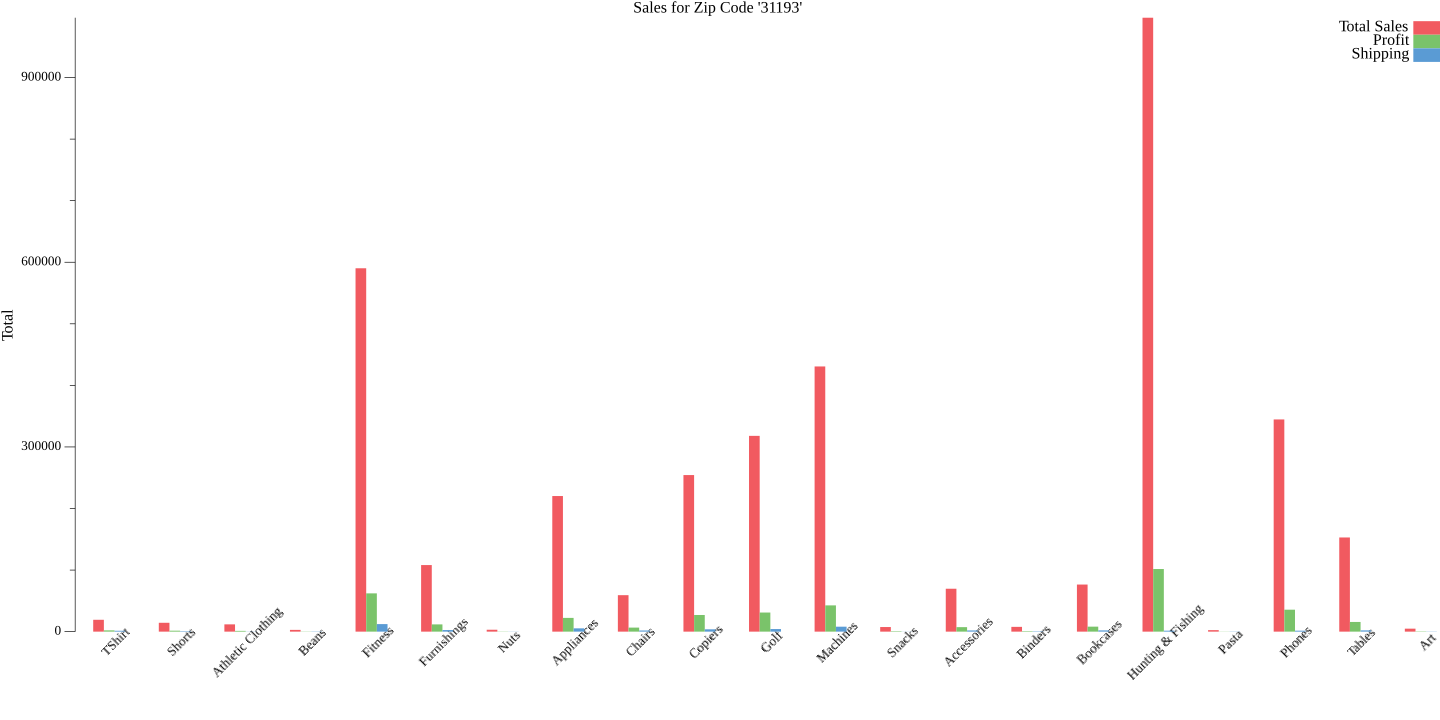 Sales for Zip Code '31193'
Total Sales
Profit
Shipping
900000
600000
300000
0
Total
TShirt
Shorts
Athletic Clothing
Beans
Fitness
Furnishings
Nuts
Appliances
Chairs
Copiers
Golf
Machines
Snacks
Accessories
Binders
Bookcases
Hunting & Fishing
Pasta
Phones
Tables
Art